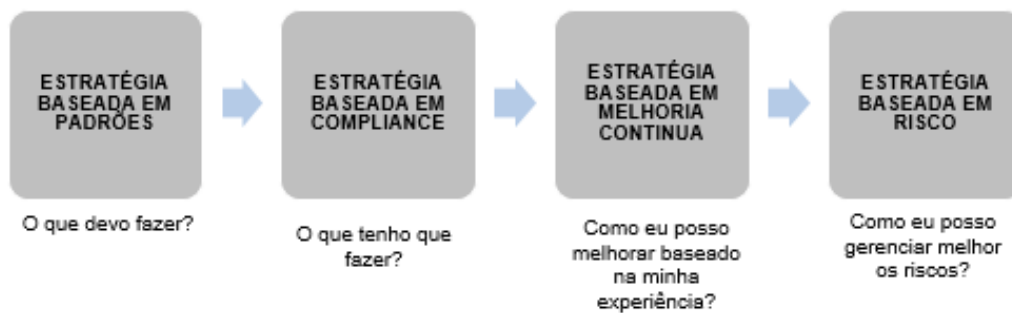 ESTRATÉGIA
BASEADA EM
PADRÕES
ESTRATÉGIA
BASEADA EM
COMPLIANCE
ESTRATÉGIA
BASEADA EM
MELHORIA
CONTINUA
ESTRATÉGIA
BASEADA EM
RISCO
O que devo fazer?
O que tenho que
fazer?
Como eu posso
melhorar baseado
na minha
experiência?
Como eu posso
gerenciar melhor
os riscos?